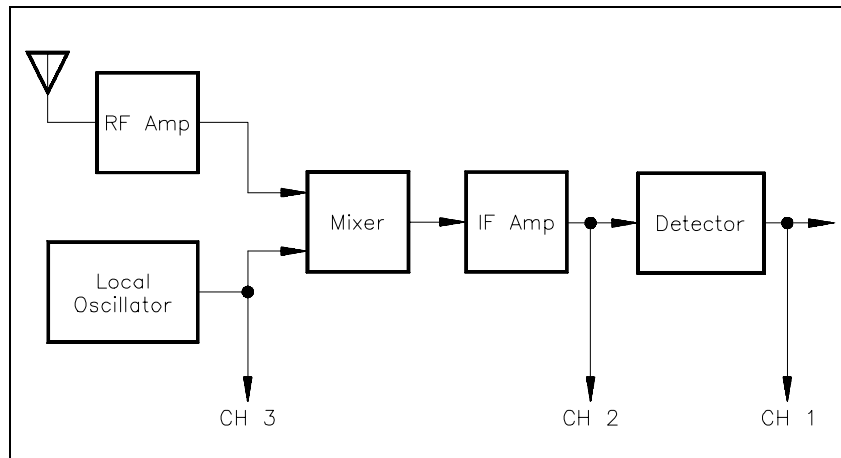 RF Amp
Mixer
IF Amp
Detector
Local
Oscillator
CH 3
CH 2
CH 1